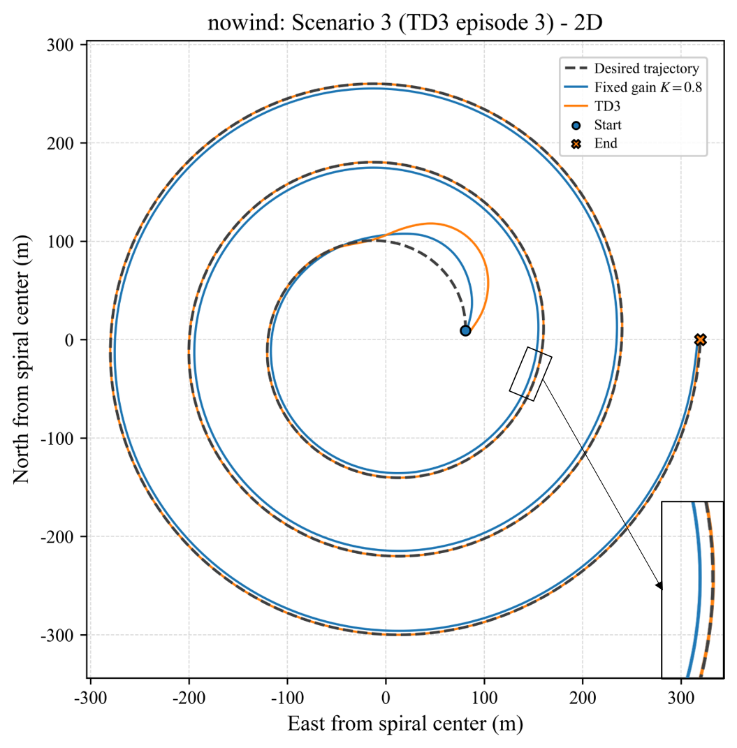 nowind: Scenario 3 (TD3 episode 3) - 2D
Desired trajectory
Fixed gain K = 0.8
TD3
Start
End
300
200
100
0
-100
-200
-300
North from spiral center (m)
-300
-200
-100
0
100
200
300
East from spiral center (m)